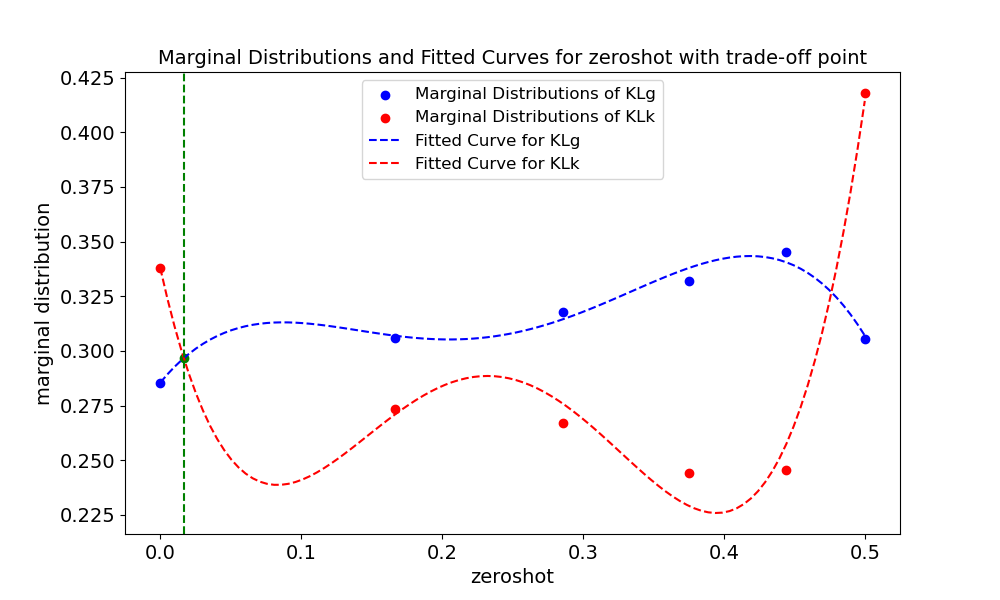 Marginal Distributions and Fitted Curves for zeroshot with trade-off point
Marginal Distributions of KLg
Marginal Distributions of KLk
Fitted Curve for KLg
Fitted Curve for KLk
marginal distribution
0.425
0.400
0.375
0.350
0.325
0.300
0.275
0.250
0.225
0.0 0.1 0.2 0.3 0.4 0.5
zeroshot